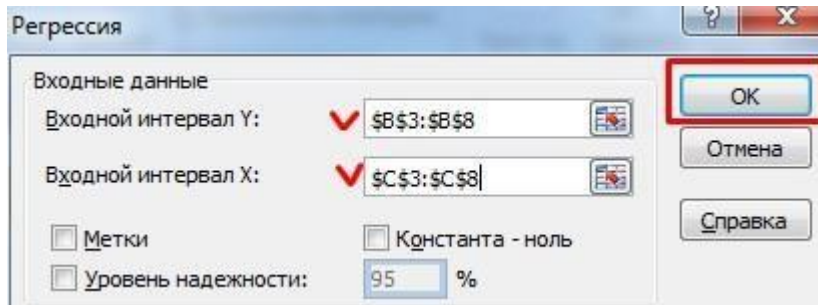 Регрессия
Входные данные
Входной интервал Y: $B$3:$B$8
Входной интервал X: $C$3:$C$8
Метки Константа - ноль
Уровень надежности: 95 %
? X
OK
Отмена
Справка